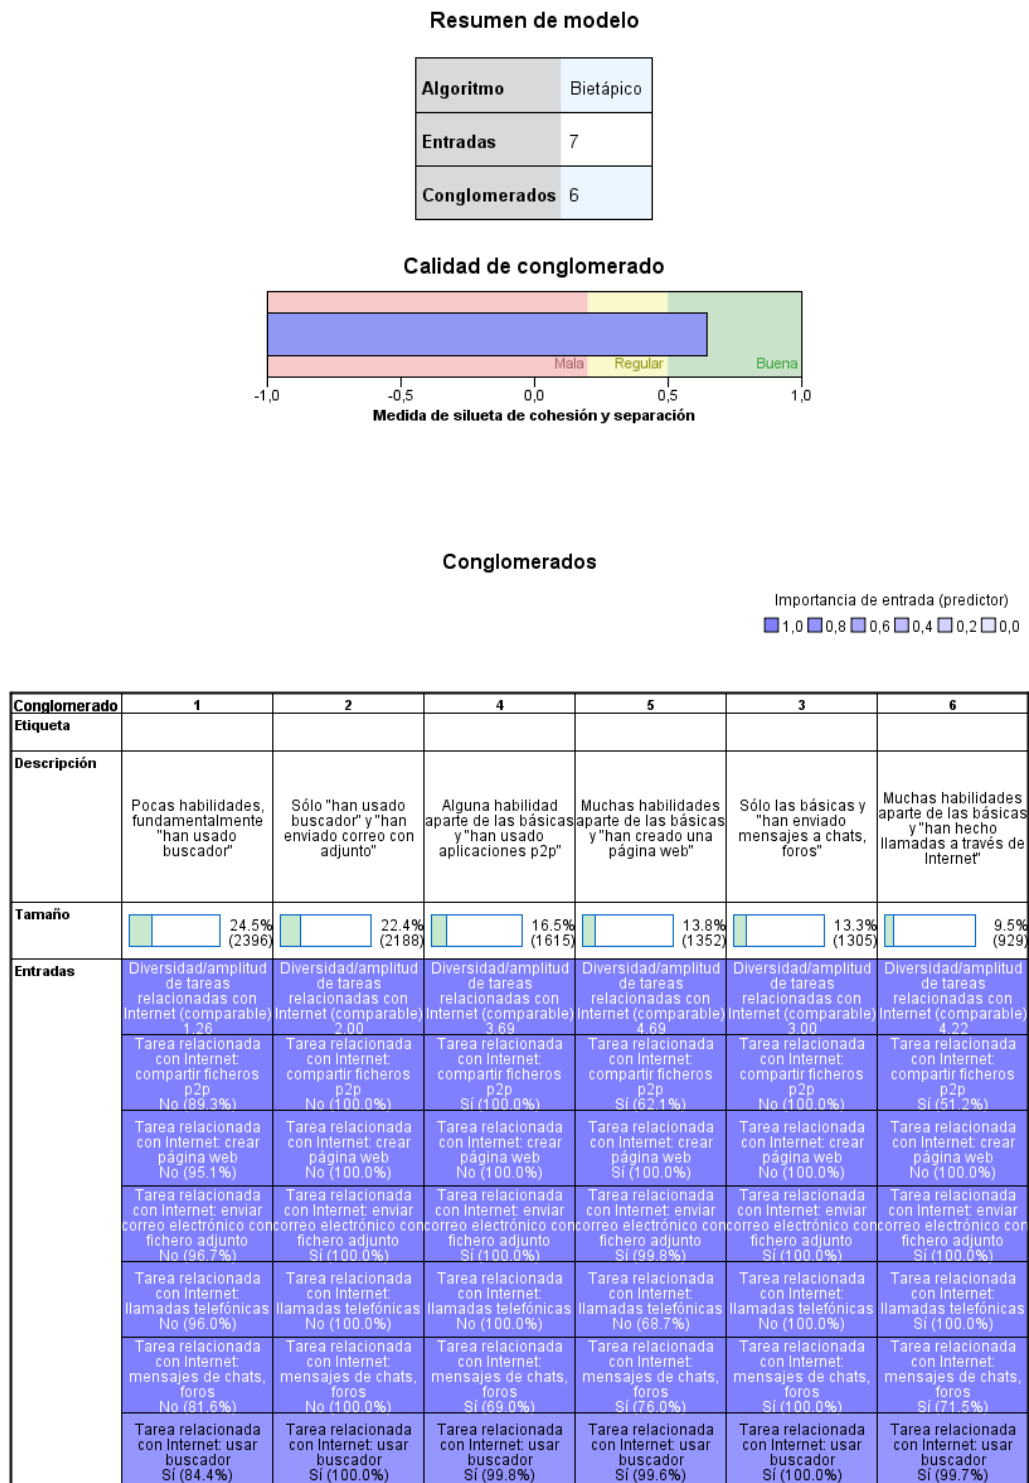 Resumen de modelo
Algoritmo Bietápico
Entradas 7
Conglomerados 6
Calidad de conglomerado
Mala Regular Buena
-1,0 -0,5 0,0 0,5 1,0
Medida de silueta de cohesión y separación
Conglomerados
Importancia de entrada (predictor)
1,0 0,8 0,6 0,4 0,2 0,0
Conglomerado 1 2 4 5 3 6
Etiqueta
Descripción
Pocas habilidades, fundamentalmente "han usado buscador"
Sólo "han usado buscador" y "han enviado correo con adjunto"
Alguna habilidad aparte de las básicas y "han usado aplicaciones p2p"
Muchas habilidades aparte de las básicas y "han creado una página web"
Sólo las básicas y "han enviado mensajes a chats, foros"
Muchas habilidades aparte de las básicas y "han hecho llamadas a través de Internet"
Tamaño
24.5% (2396)
22.4% (2188)
16.5% (1615)
13.8% (1352)
13.3% (1305)
9.5% (929)
Entradas
Diversidad/amplitud de tareas relacionadas con Internet (comparable) 1.26
Diversidad/amplitud de tareas relacionadas con Internet (comparable) 2.00
Diversidad/amplitud de tareas relacionadas con Internet (comparable) 3.69
Diversidad/amplitud de tareas relacionadas con Internet (comparable) 4.69
Diversidad/amplitud de tareas relacionadas con Internet (comparable) 3.00
Diversidad/amplitud de tareas relacionadas con Internet (comparable) 4.22
Tarea relacionada con Internet: compartir ficheros p2p No (89.3%)
Tarea relacionada con Internet: compartir ficheros p2p No (100.0%)
Tarea relacionada con Internet: compartir ficheros p2p Sí (100.0%)
Tarea relacionada con Internet: compartir ficheros p2p Sí (62.1%)
Tarea relacionada con Internet: compartir ficheros p2p No (100.0%)
Tarea relacionada con Internet: compartir ficheros p2p Sí (51.2%)
Tarea relacionada con Internet: crear página web No (95.1%)
Tarea relacionada con Internet: crear página web No (100.0%)
Tarea relacionada con Internet: crear página web No (100.0%)
Tarea relacionada con Internet: crear página web Sí (100.0%)
Tarea relacionada con Internet: crear página web No (100.0%)
Tarea relacionada con Internet: crear página web No (100.0%)
Tarea relacionada con Internet: enviar correo electrónico con fichero adjunto No (96.7%)
Tarea relacionada con Internet: enviar correo electrónico con fichero adjunto Sí (100.0%)
Tarea relacionada con Internet: enviar correo electrónico con fichero adjunto Sí (100.0%)
Tarea relacionada con Internet: enviar correo electrónico con fichero adjunto Sí (99.8%)
Tarea relacionada con Internet: enviar correo electrónico con fichero adjunto Sí (100.0%)
Tarea relacionada con Internet: enviar correo electrónico con fichero adjunto Sí (100.0%)
Tarea relacionada con Internet: llamadas telefónicas No (96.0%)
Tarea relacionada con Internet: llamadas telefónicas No (100.0%)
Tarea relacionada con Internet: llamadas telefónicas No (100.0%)
Tarea relacionada con Internet: llamadas telefónicas No (68.7%)
Tarea relacionada con Internet: llamadas telefónicas No (100.0%)
Tarea relacionada con Internet: llamadas telefónicas Sí (100.0%)
Tarea relacionada con Internet: mensajes de chats, foros No (81.6%)
Tarea relacionada con Internet: mensajes de chats, foros No (100.0%)
Tarea relacionada con Internet: mensajes de chats, foros Sí (69.0%)
Tarea relacionada con Internet: mensajes de chats, foros Sí (76.0%)
Tarea relacionada con Internet: mensajes de chats, foros Sí (100.0%)
Tarea relacionada con Internet: mensajes de chats, foros Sí (71.5%)
Tarea relacionada con Internet: usar buscador Sí (84.4%)
Tarea relacionada con Internet: usar buscador Sí (100.0%)
Tarea relacionada con Internet: usar buscador Sí (99.8%)
Tarea relacionada con Internet: usar buscador Sí (99.6%)
Tarea relacionada con Internet: usar buscador Sí (100.0%)
Tarea relacionada con Internet: usar buscador Sí (99.7%)